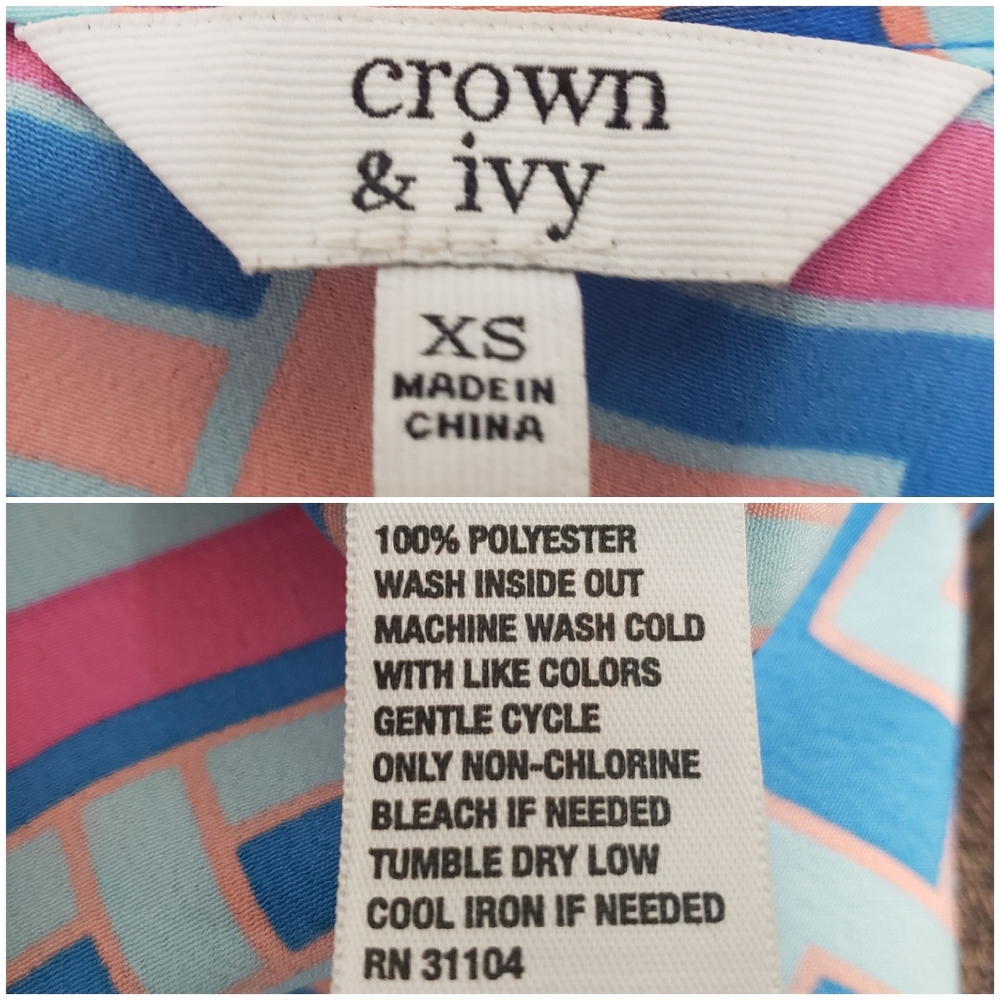 crown
& ivy
XS
MADE IN
CHINA
100% POLYESTER
WASH INSIDE OUT
MACHINE WASH COLD
WITH LIKE COLORS
GENTLE CYCLE
ONLY NON-CHLORINE
BLEACH IF NEEDED
TUMBLE DRY LOW
COOL IRON IF NEEDED
RN 31104